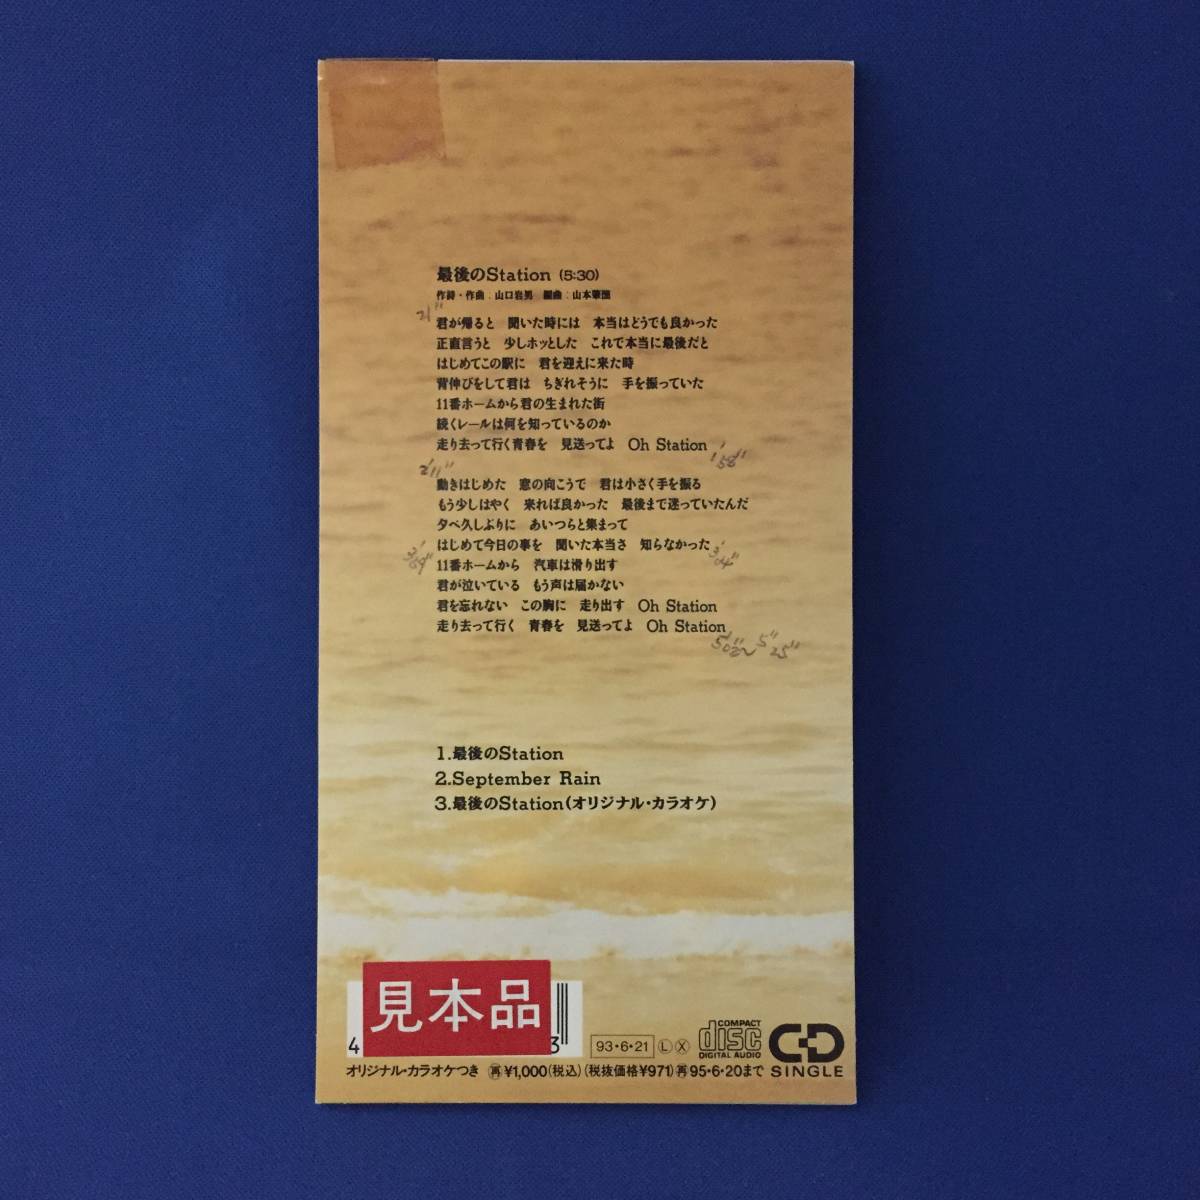 最後のStation (5:30)
作詩・作曲：山口岩男 編曲：山本
21"
君が帰ると 聞いた時には 本当はどうでも良かった
正直言うと 少しホッとした これで本当に最後だと
はじめてこの駅に 君を迎えに来た時
背伸びをして君は ちぎれそうに 手を振っていた
11番ホームから君の生まれた街
続くレールは何を知っているのか
走り去って行く青春を 見送ってよ Oh Station
1'58"
2'11"
動きはじめた 窓の向こうで 君は小さく手を振る
もう少しはやく 来れば良かった 最後まで迷っていたんだ
夕べ久しぶりに あいつらと集まって
はじめて今日の事を 聞いた本当さ 知らなかった
3'04"
11番ホームから 汽車は滑り出す
君が泣いている もう声は届かない
君を忘れない この胸に 走り出す Oh Station
走り去って行く 青春を 見送ってよ Oh Station
5'02"〜5"25"
1.最後のStation
2.September Rain
3.最後のStation(オリジナル・カラオケ)
見本品
4 3
93・6・21 L X
COMPACT
disc
DIGITAL AUDIO
CD
SINGLE
オリジナル・カラオケつき 再¥1,000(税込)(税抜価格¥971)再95・6・20まで